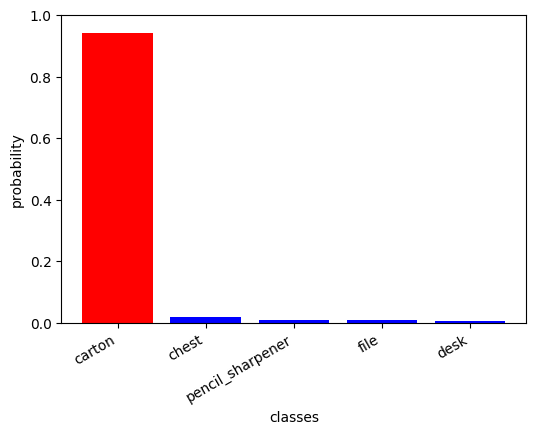 1.0
0.8
0.6
0.4
0.2
0.0
probability
carton
chest
pencil_sharpener
file
desk
classes